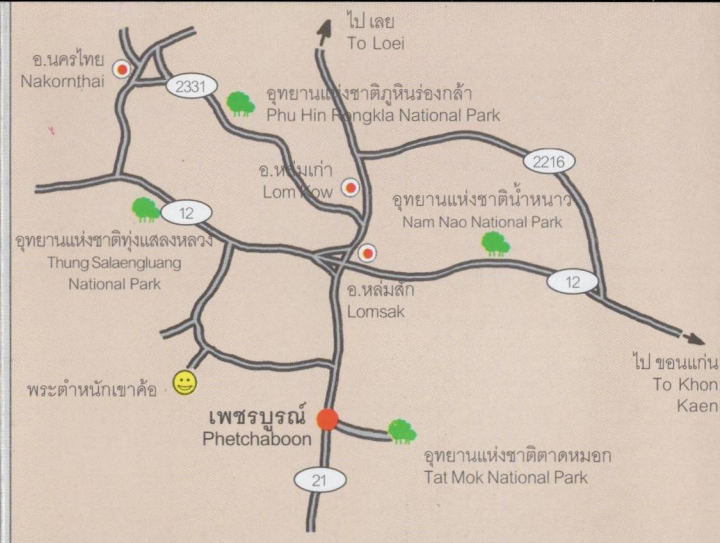 ไป เลย
To Loei
อ.นครไทย
Nakornthai
2331
อุทยานแห่งชาติภูหินร่องกล้า
Phu Hin Rongkla National Park
2216
อ.หล่มเก่า
Lom Kow
อุทยานแห่งชาติน้ำหนาว
Nam Nao National Park
12
อุทยานแห่งชาติทุ่งแสลงหลวง
Thung Salaengluang
National Park
12
อ.หล่มสัก
Lomsak
ไป ขอนแก่น
To Khon
Kaen
พระตำหนักเขาค้อ
เพชรบูรณ์
Phetchaboon
อุทยานแห่งชาติตาดหมอก
Tat Mok National Park
21